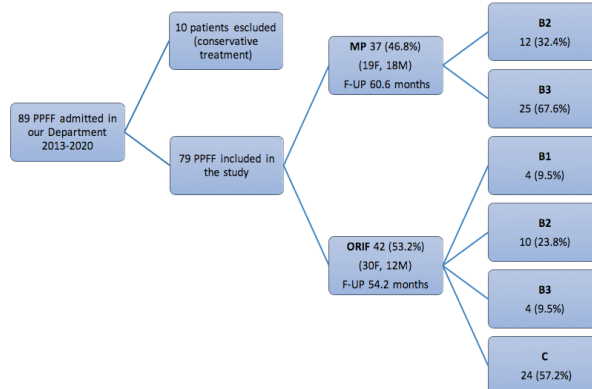 89 PPFF admitted in
our Department
2013-2020
10 patients escluded
(conservative
treatment)
79 PPFF included in
the study
MP 37 (46.8%)
(19F, 18M)
F-UP 60.6 months
ORIF 42 (53.2%)
(30F, 12M)
F-UP 54.2 months
B2
12 (32.4%)
B3
25 (67.6%)
B1
4 (9.5%)
B2
10 (23.8%)
B3
4 (9.5%)
C
24 (57.2%)